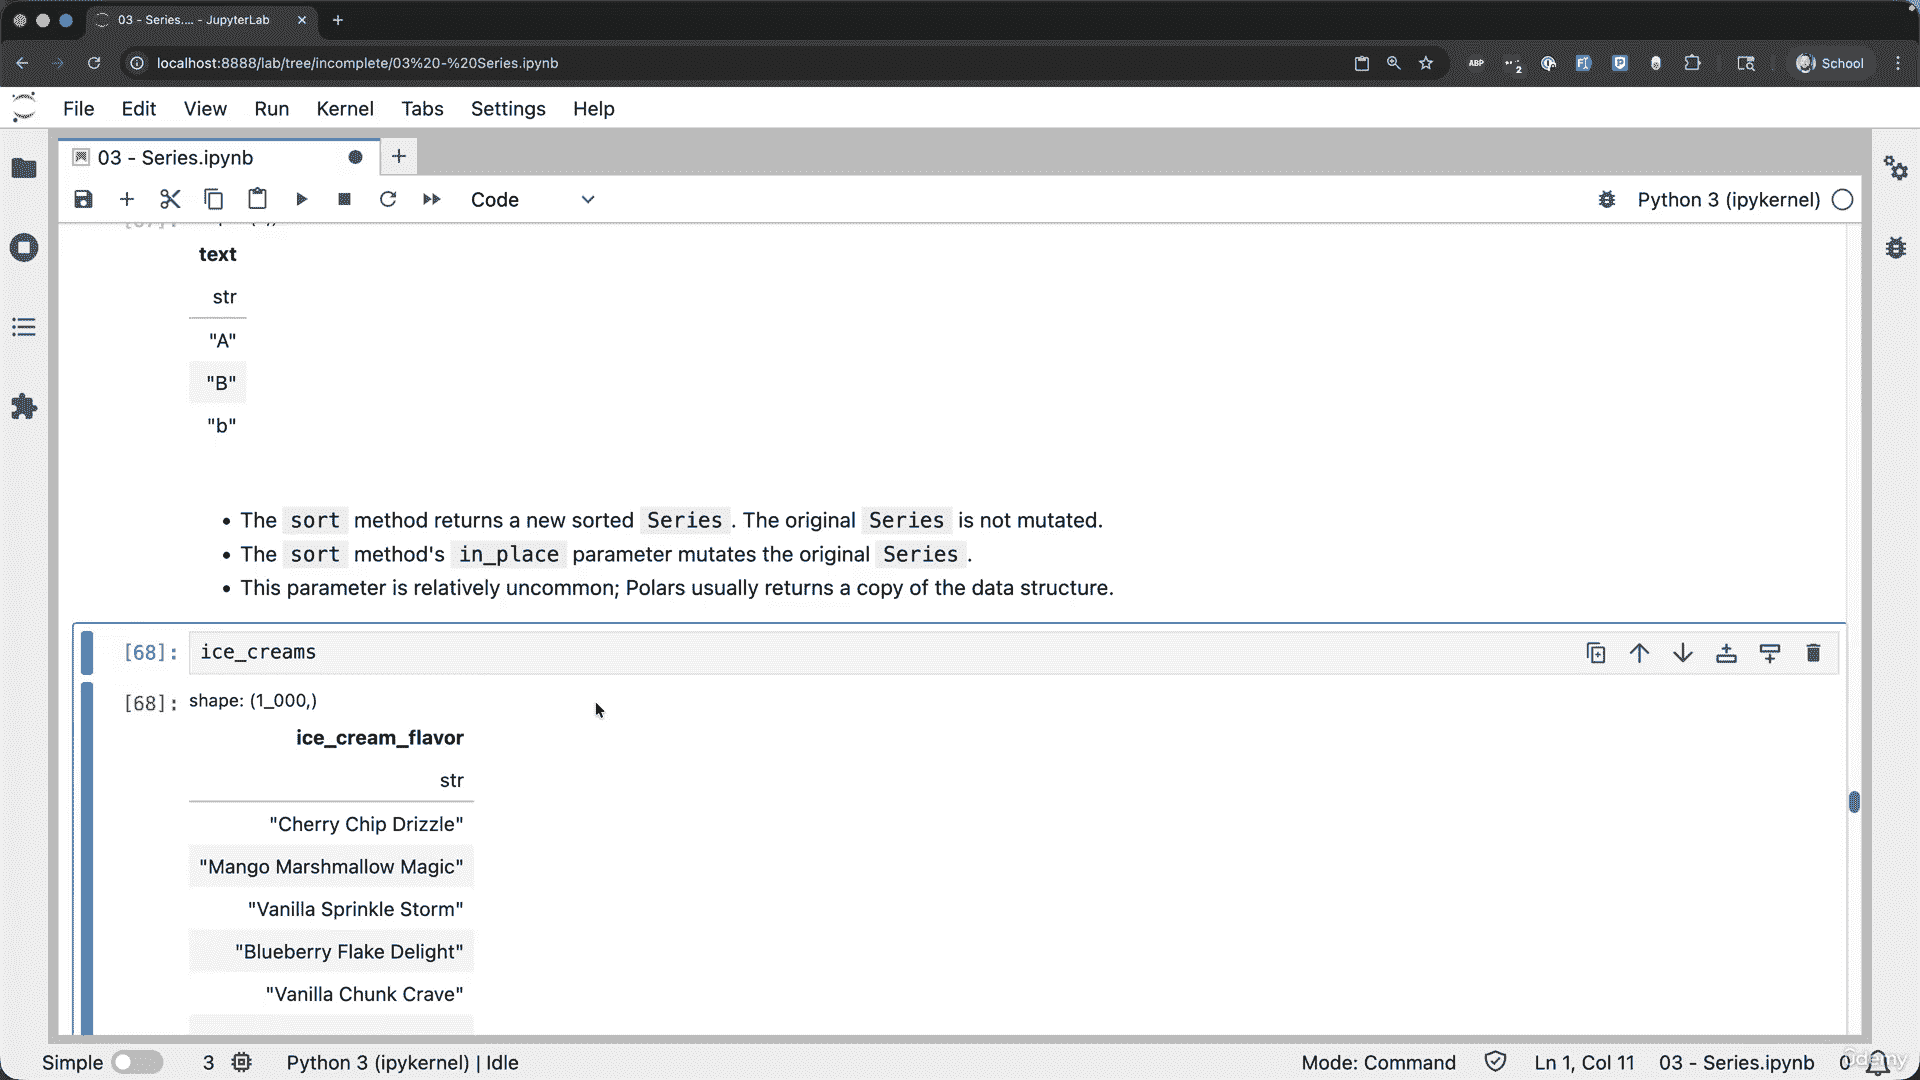 03 - Series.... - JupyterLab
localhost:8888/lab/tree/incomplete/03%20-%20Series.ipynb
ABP
2
School
File Edit View Run Kernel Tabs Settings Help
03 - Series.ipynb
Code
Python 3 (ipykernel)
text
str
"A"
"B"
"b"
• The sort method returns a new sorted Series. The original Series is not mutated.
• The sort method's in_place parameter mutates the original Series.
• This parameter is relatively uncommon; Polars usually returns a copy of the data structure.
[68]: ice_creams
[68]: shape: (1_000,)
ice_cream_flavor
str
"Cherry Chip Drizzle"
"Mango Marshmallow Magic"
"Vanilla Sprinkle Storm"
"Blueberry Flake Delight"
"Vanilla Chunk Crave"
Simple 3 Python 3 (ipykernel) | Idle Mode: Command Ln 1, Col 11 03 - Series.ipynb 0
Udemy